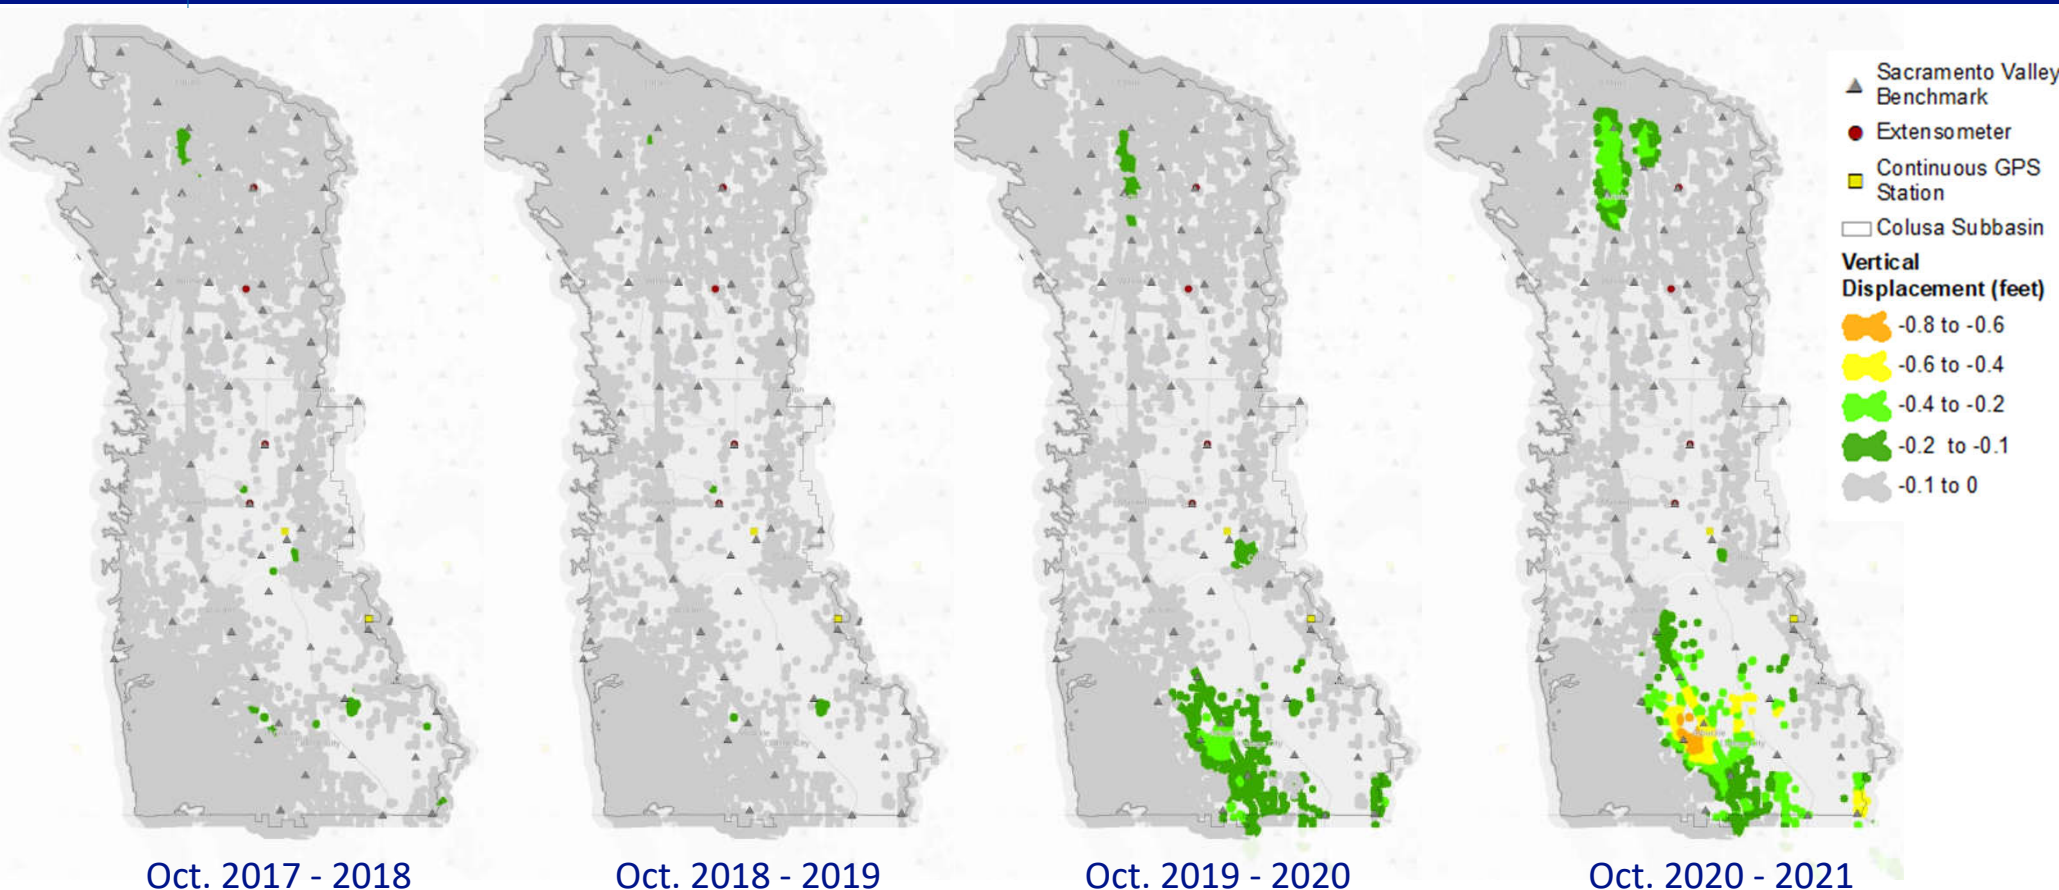 Sacramento Valley
Benchmark
Extensometer
Continuous GPS
Station
Colusa Subbasin
Vertical
Displacement (feet)
-0.8 to -0.6
-0.6 to -0.4
-0.4 to -0.2
-0.2 to -0.1
-0.1 to 0
Oct. 2017 - 2018
Oct. 2018 - 2019
Oct. 2019 - 2020
Oct. 2020 - 2021